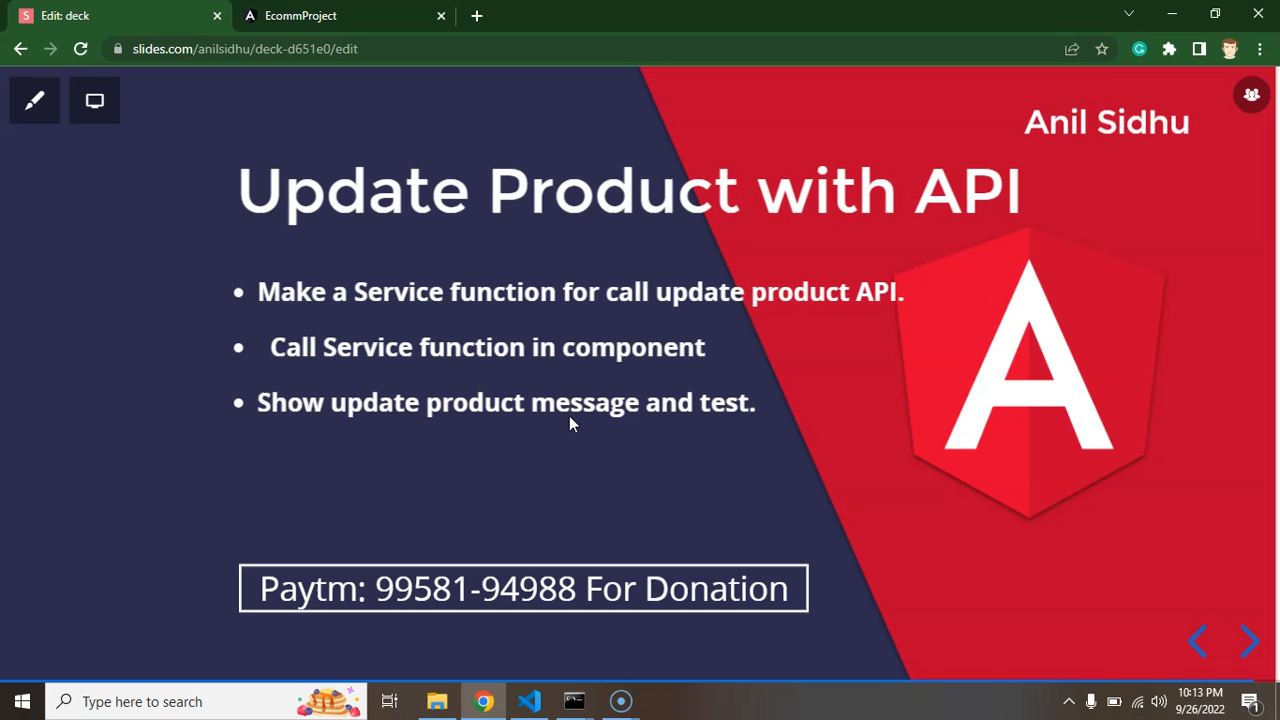 Edit: deck
EcommProject
slides.com/anilsidhu/deck-d651e0/edit
Anil Sidhu
Update Product with API
• Make a Service function for call update product API.
• Call Service function in component
• Show update product message and test.
Paytm: 99581-94988 For Donation
Type here to search
10:13 PM
9/26/2022
1